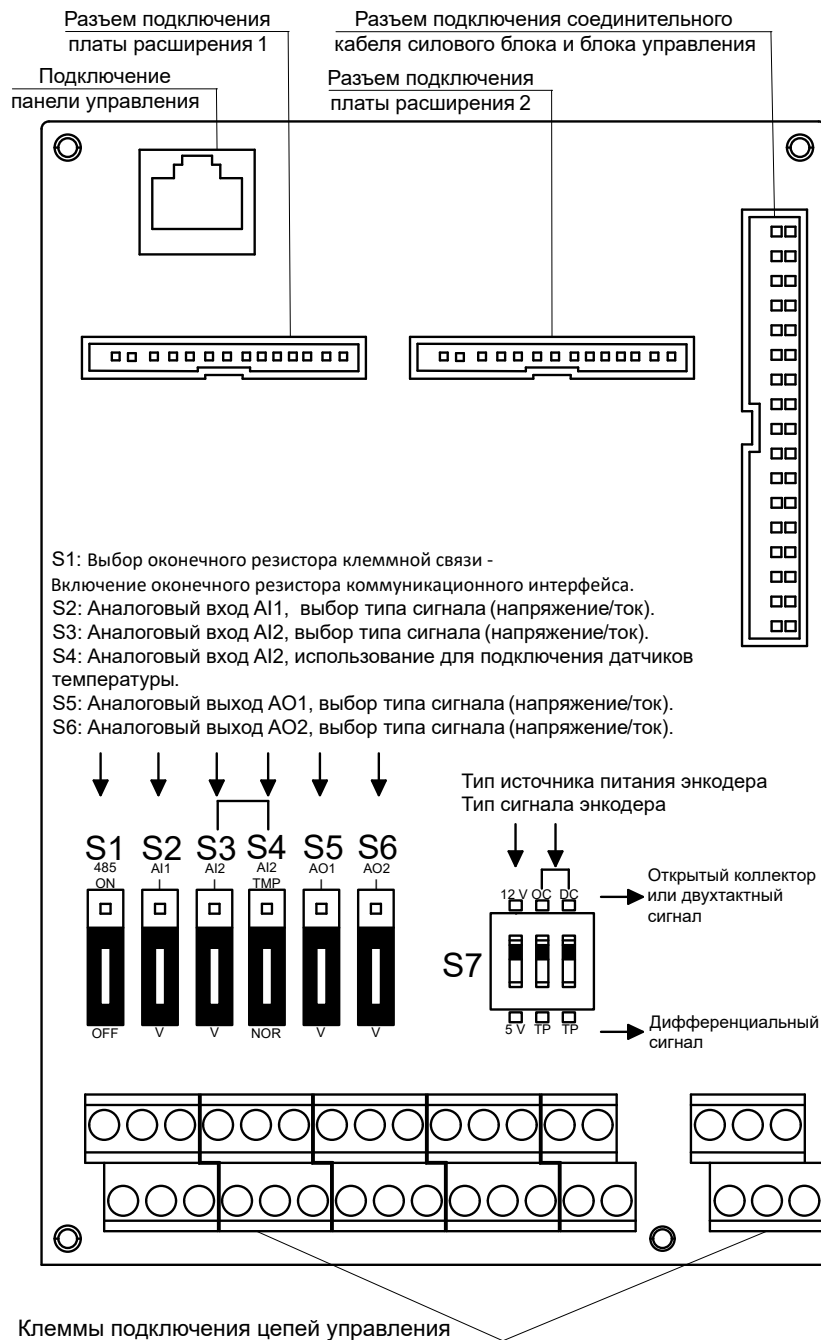 Разъем подключения
платы расширения 1
Разъем подключения соединительного
кабеля силового блока и блока управления
Подключение
панели управления
Разъем подключения
платы расширения 2
S1: Выбор оконечного резистора клеммной связи -
Включение оконечного резистора коммуникационного интерфейса.
S2: Аналоговый вход AI1, выбор типа сигнала (напряжение/ток).
S3: Аналоговый вход AI2, выбор типа сигнала (напряжение/ток).
S4: Аналоговый вход AI2, использование для подключения датчиков
температуры.
S5: Аналоговый выход AO1, выбор типа сигнала (напряжение/ток).
S6: Аналоговый выход AO2, выбор типа сигнала (напряжение/ток).
Тип источника питания энкодера
Тип сигнала энкодера
S1 S2 S3 S4 S5 S6
485 AI1 AI2 AI2 AO1 AO2
ON I I TMP I I
OFF V V NOR V V
12 V OC DC
Открытый коллектор
или двухтактный
сигнал
S7
5 V TP TP
Дифференциальный
сигнал
Клеммы подключения цепей управления